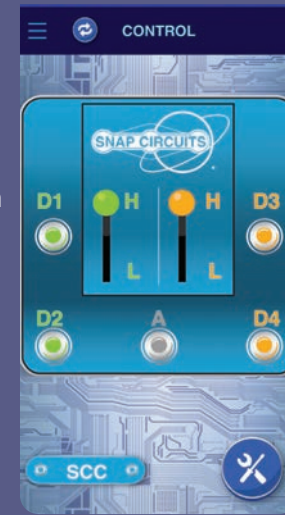 CONTROL
SNAP CIRCUITS
D1 H H D3
L L
D2 A D4
SCC